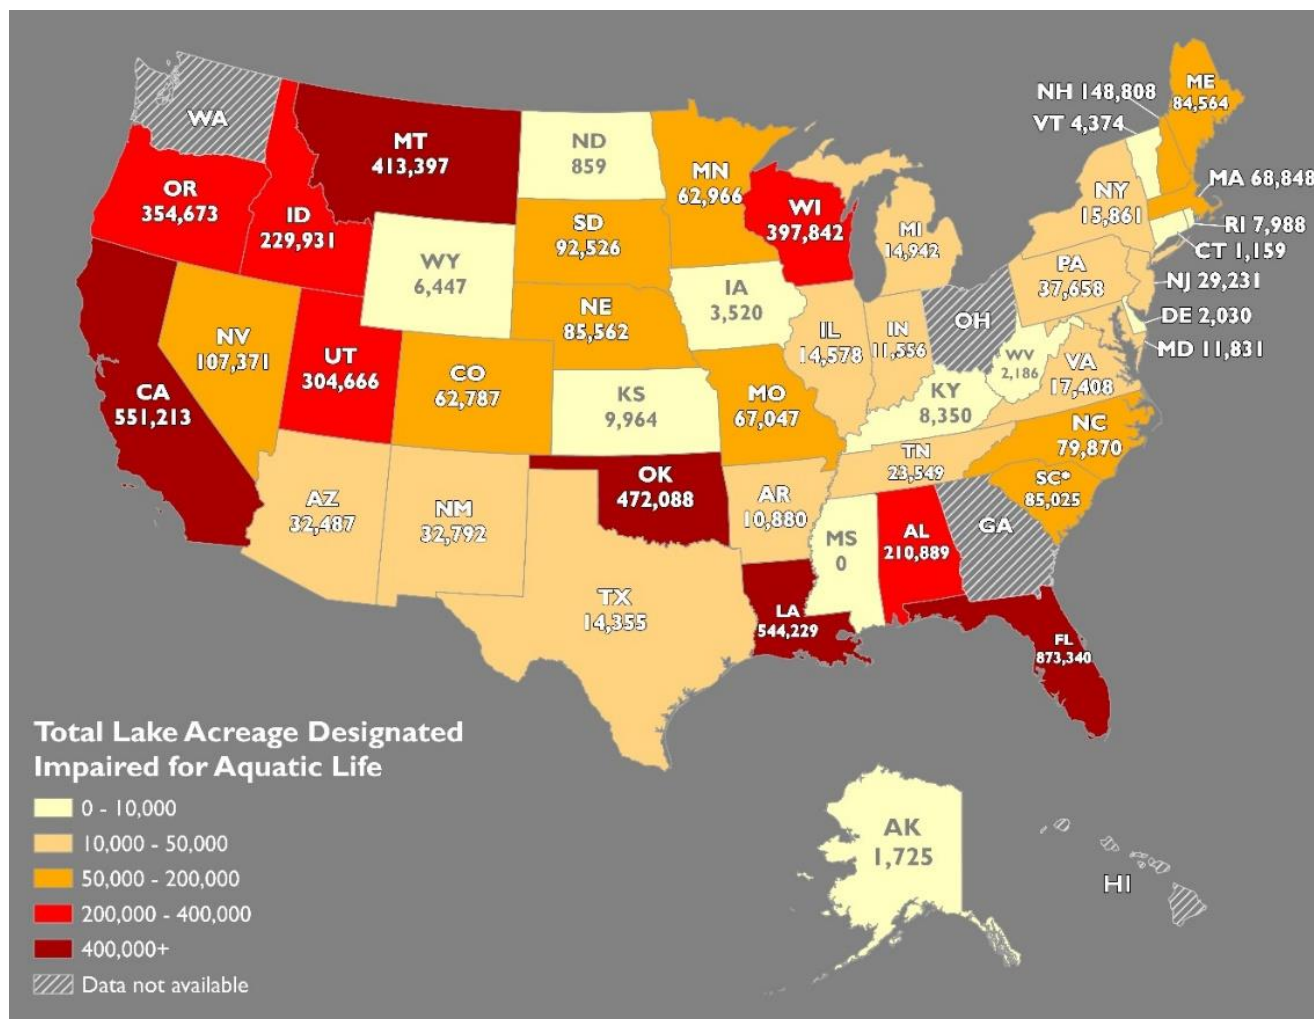 WA
OR
354,673
ID
229,931
MT
413,397
ND
859
MN
62,966
WI
397,842
MI
14,942
NY
15,861
ME
84,564
NH 148,808
VT 4,374
MA 68,848
RI 7,988
CT 1,159
NJ 29,231
DE 2,030
MD 11,831
SD
92,526
WY
6,447
NE
85,562
IA
3,520
IL
14,578
IN
11,556
OH
PA
37,658
WV
2,186
VA
17,408
KY
8,350
CA
551,213
NV
107,371
UT
304,666
CO
62,787
KS
9,964
MO
67,047
TN
23,549
NC
79,870
SC*
85,025
AZ
32,487
NM
32,792
OK
472,088
AR
10,880
MS
0
AL
210,889
GA
TX
14,355
LA
544,229
FL
873,340
AK
1,725
HI
Total Lake Acreage Designated
Impaired for Aquatic Life
0 - 10,000
10,000 - 50,000
50,000 - 200,000
200,000 - 400,000
400,000+
Data not available